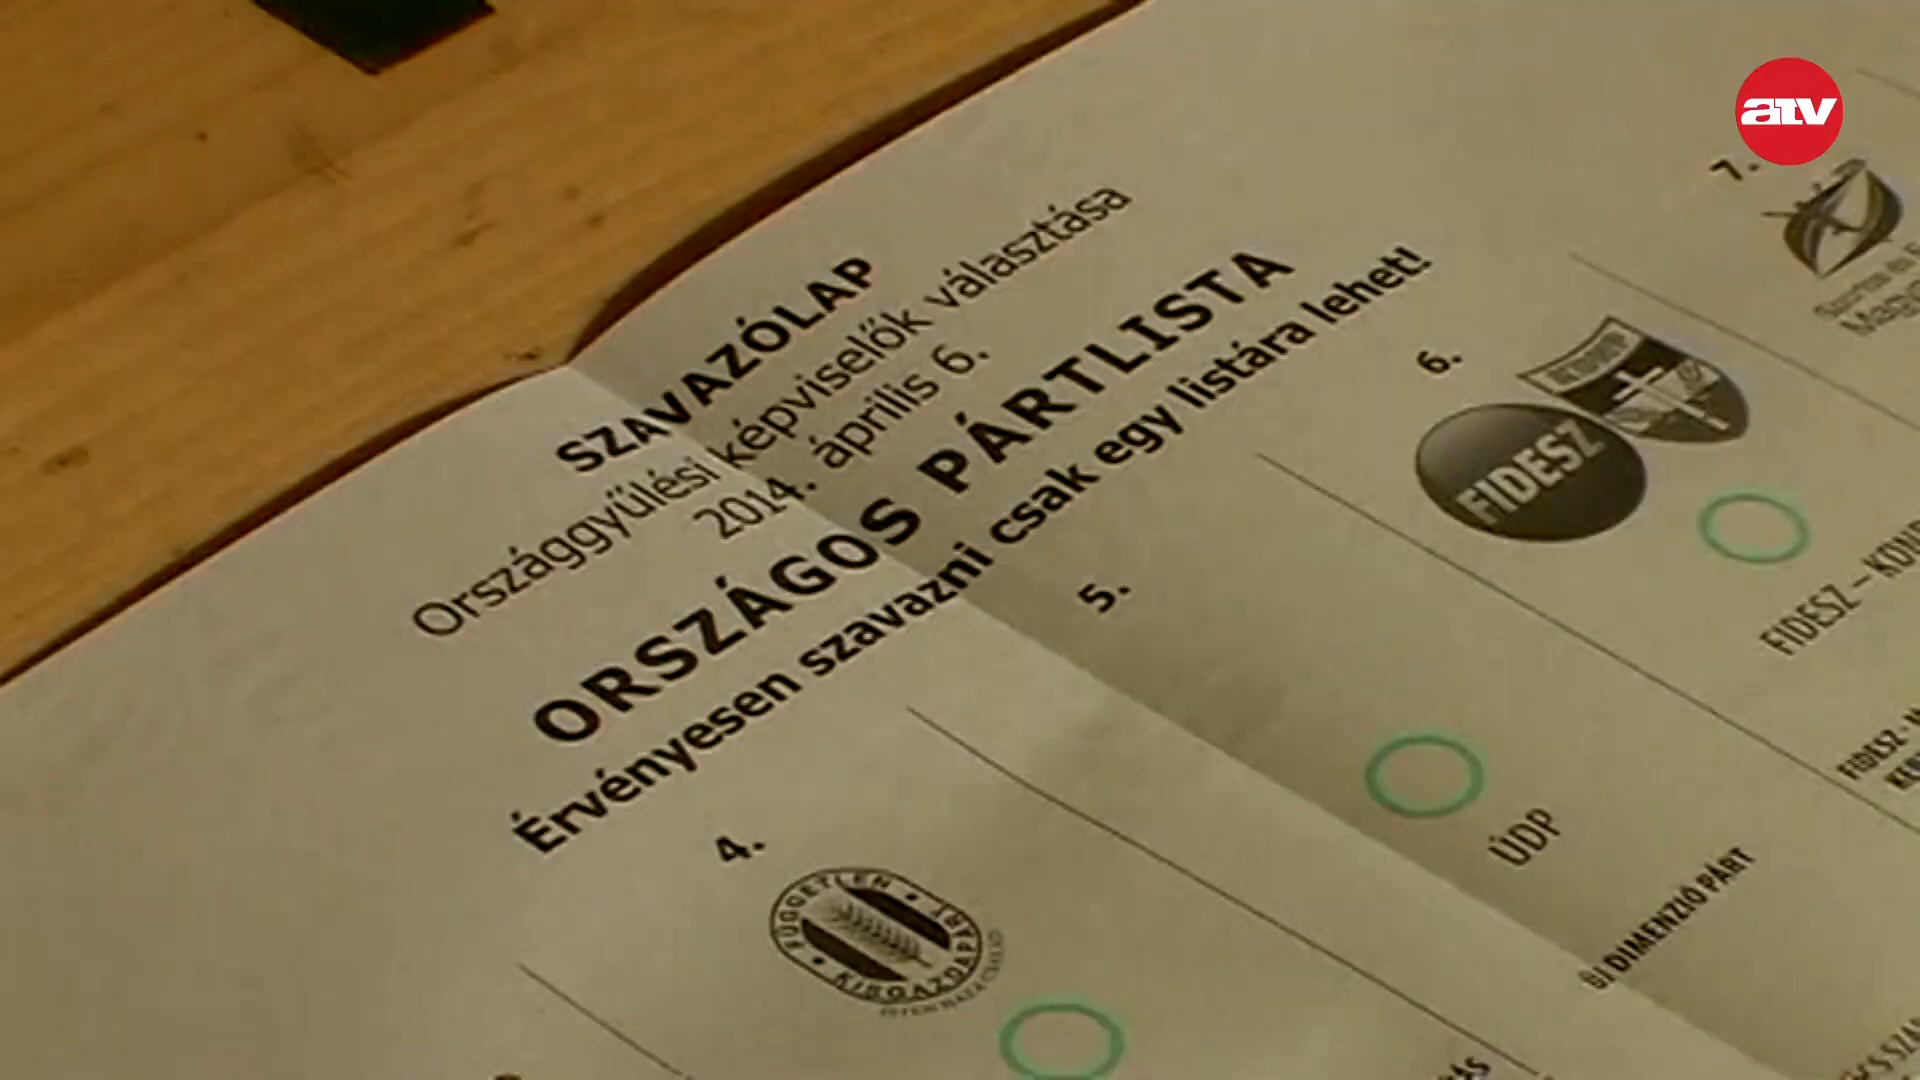 atv
SZAVAZÓLAP
Országgyűlési képviselők választása
2014. április 6.
ORSZÁGOS PÁRTLISTA
Érvényesen szavazni csak egy listára lehet!
4.
FÜGGETLEN
KISGAZDAPÁRT
5.
ÚDP
ÚJ DIMENZIÓ PÁRT
6.
FIDESZ
FIDESZ –
FIDESZ -
7.